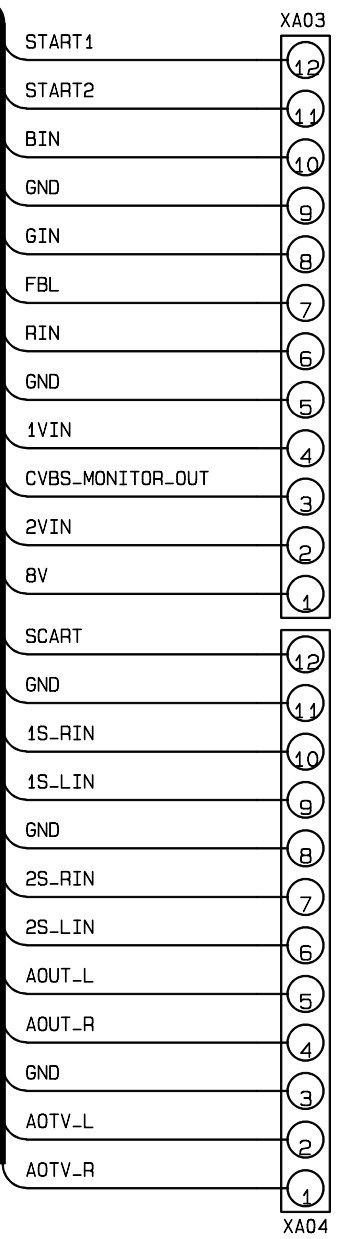 XA03
START1 12
START2 11
BIN 10
GND 9
GIN 8
FBL 7
RIN 6
GND 5
1VIN 4
CVBS_MONITOR_OUT 3
2VIN 2
8V 1
SCART 12
GND 11
1S_RIN 10
1S_LIN 9
GND 8
2S_RIN 7
2S_LIN 6
AOUT_L 5
AOUT_R 4
GND 3
AOTV_L 2
AOTV_R 1
XA04